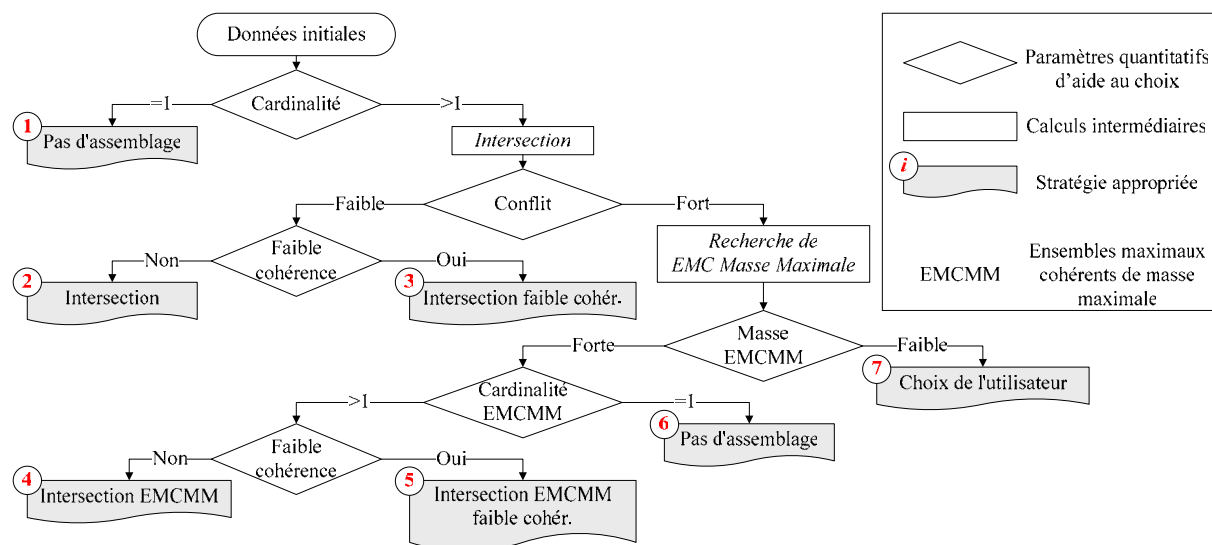 Données initiales
Cardinalité
=1
>1
1
Pas d'assemblage
Intersection
Conflit
Faible
Fort
Faible
cohérence
Non
Oui
2
Intersection
3
Intersection faible cohér.
Recherche de
EMC Masse Maximale
Masse
EMCMM
Forte
Faible
7
Choix de l'utilisateur
Cardinalité
EMCMM
>1
=1
6
Pas d'assemblage
Faible
cohérence
Non
Oui
4
Intersection EMCMM
5
Intersection EMCMM
faible cohér.
Paramètres quantitatifs
d'aide au choix
Calculs intermédiaires
i
Stratégie appropriée
EMCMM
Ensembles maximaux
cohérents de masse
maximale